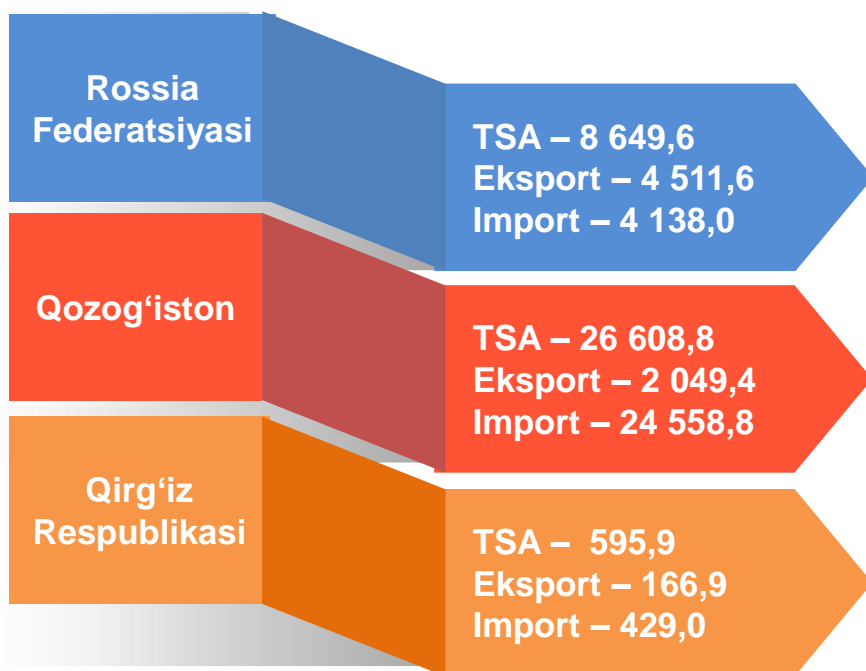 Rossia
Federatsiyasi
TSA – 8 649,6
Eksport – 4 511,6
Import – 4 138,0
Qozog‘iston
TSA – 26 608,8
Eksport – 2 049,4
Import – 24 558,8
Qirg‘iz
Respublikasi
TSA –  595,9
Eksport – 166,9
Import – 429,0